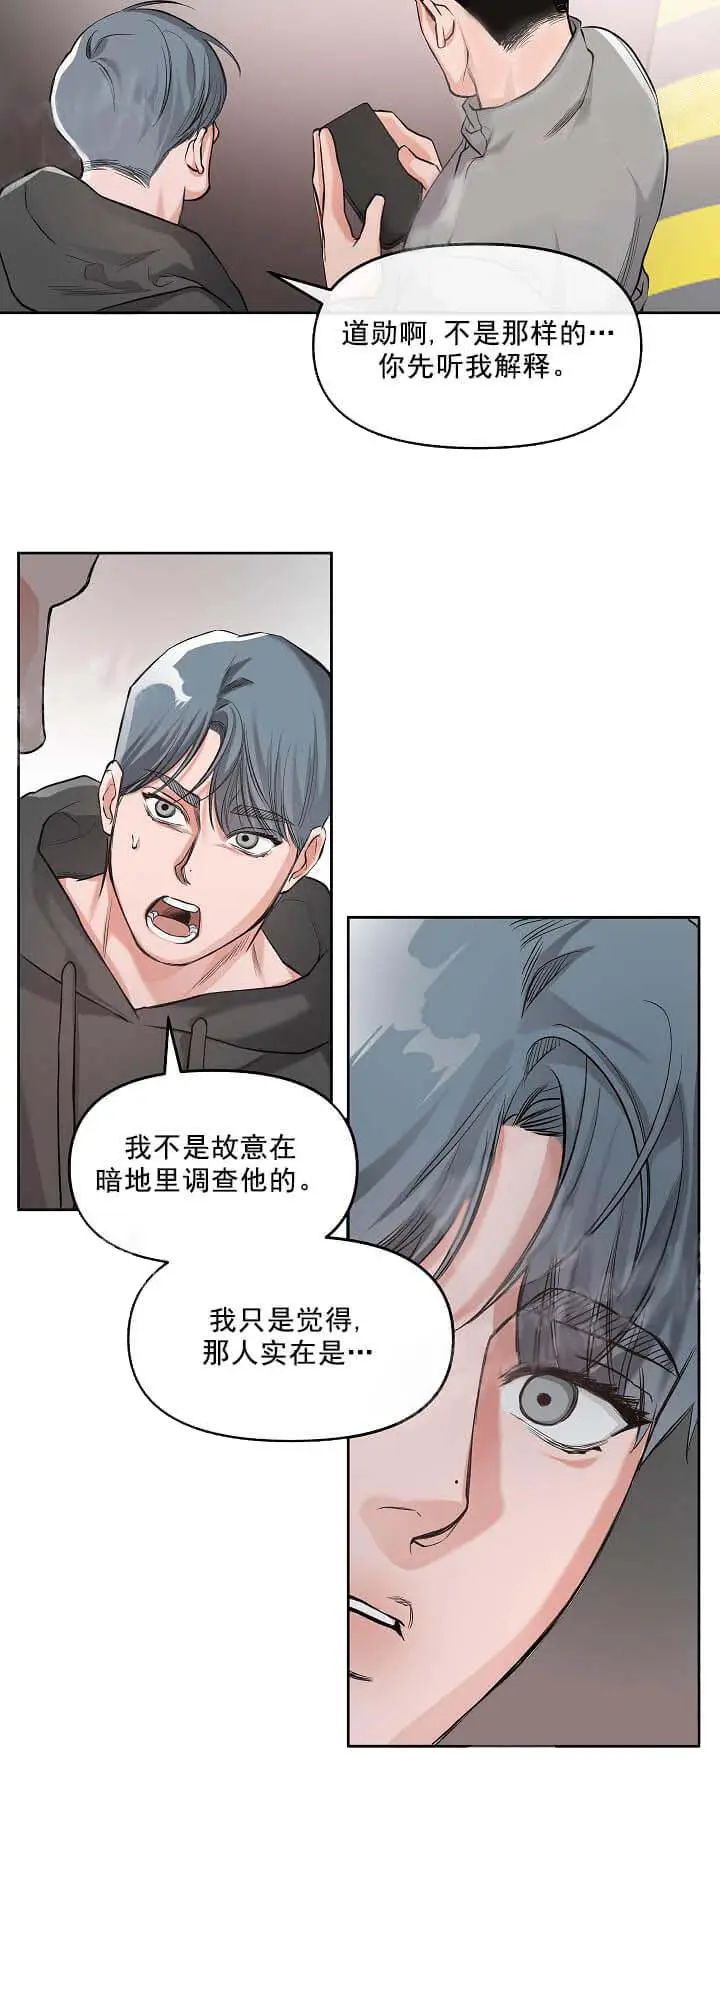 道勋啊,不是那样的…
你先听我解释。
我不是故意在
暗地里调查他的。
我只是觉得,
那人实在是…